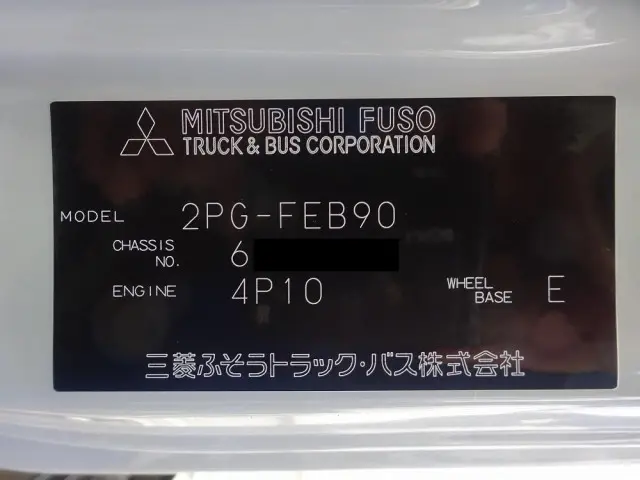 MITSUBISHI FUSO
TRUCK & BUS CORPORATION
MODEL 2PG-FEB90
CHASSIS NO. 6
ENGINE 4P10 WHEEL BASE E
三菱ふそうトラック・バス株式会社